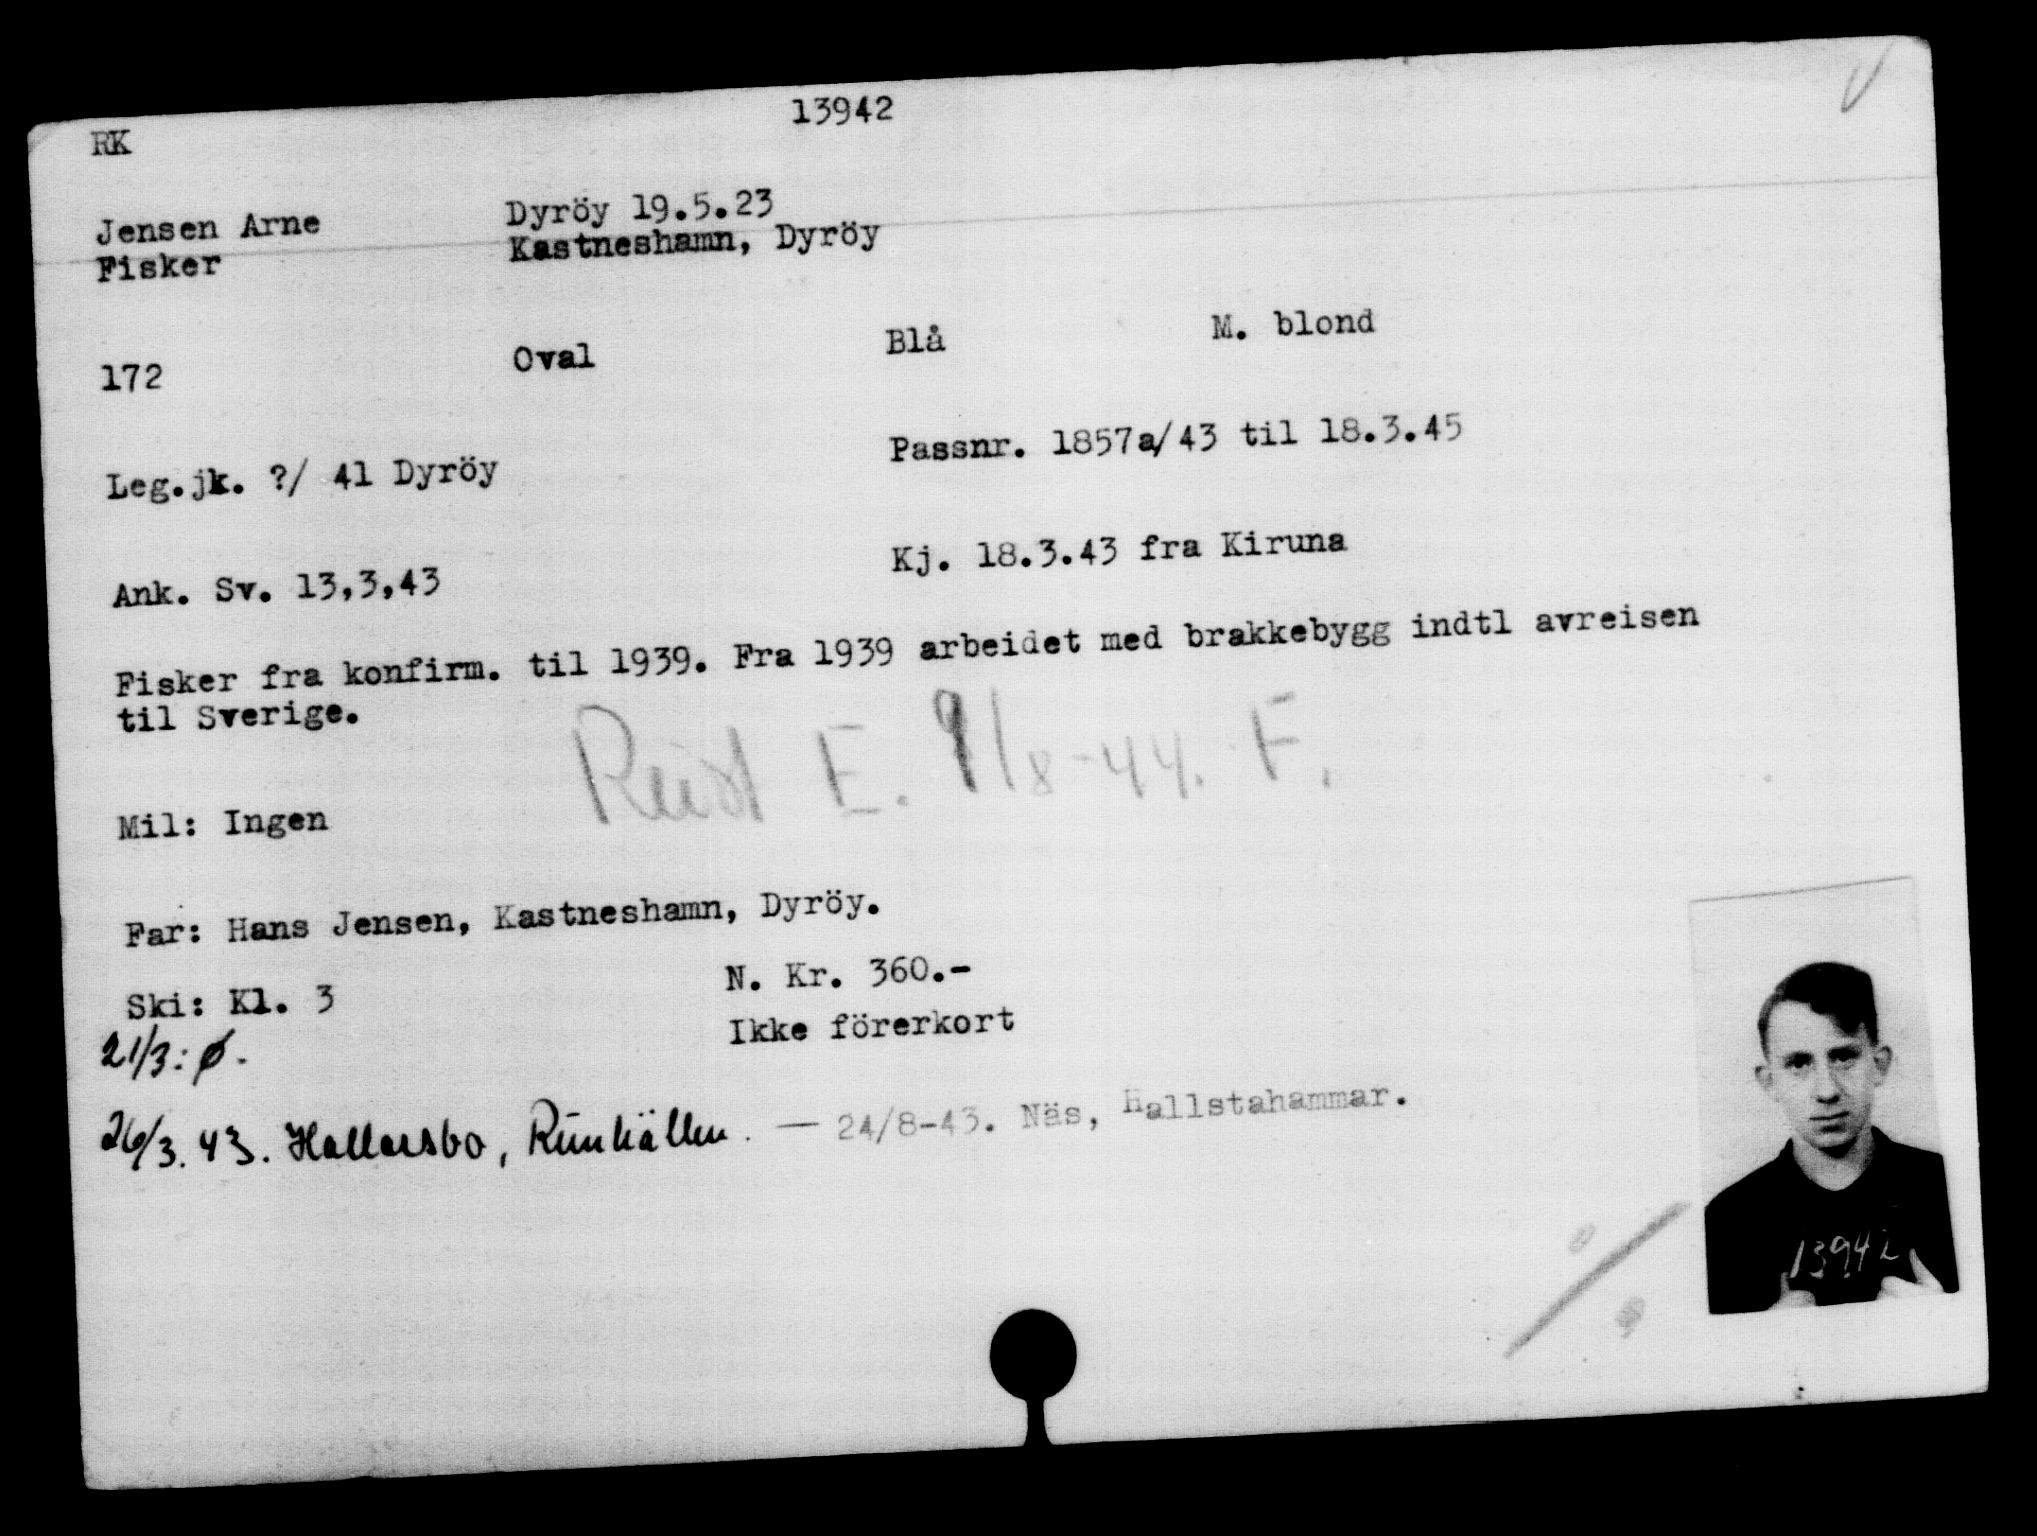 13942
RK
Jensen Arne Dyröy 19.5.23
Fisker Kastneshamn, Dyröy
172 Oval Blå M. blond
Leg.jk. ?/ 41 Dyröy Passnr. 1857a/43 til 18.3.45
Ank. Sv. 13,3,43 Kj. 18.3.43 fra Kiruna
Fisker fra konfirm. til 1939. Fra 1939 arbeidet med brakkebygg indtl avreisen
til Sverige.
E. 9/8-44. F.
Mil: Ingen
Far: Hans Jensen, Kastneshamn, Dyröy.
Ski: Kl. 3 N. Kr. 360.-
Ikke förerkort
21/3: Ø.
26/3. 43. Hallarsbo, Runhällen. — 24/8-43. Näs, Hallstahammar.
13942